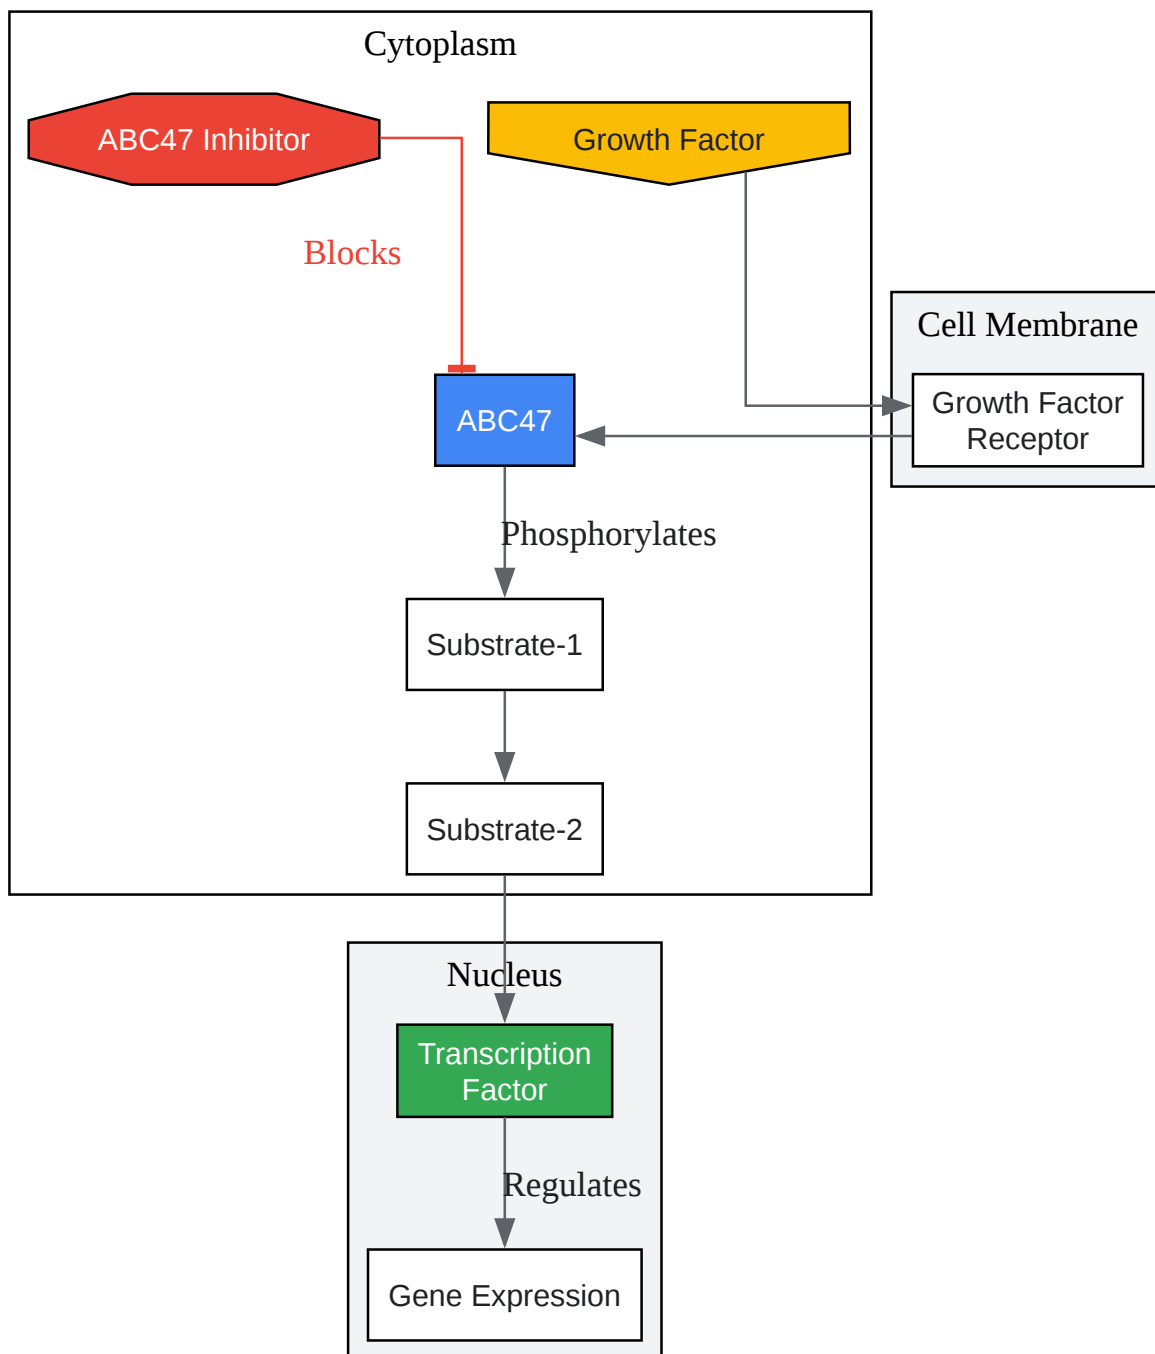 Cytoplasm
ABC47 Inhibitor
Growth Factor
Blocks
Cell Membrane
Growth Factor
Receptor
ABC47
Phosphorylates
Substrate-1
Substrate-2
Nucleus
Transcription
Factor
Regulates
Gene Expression